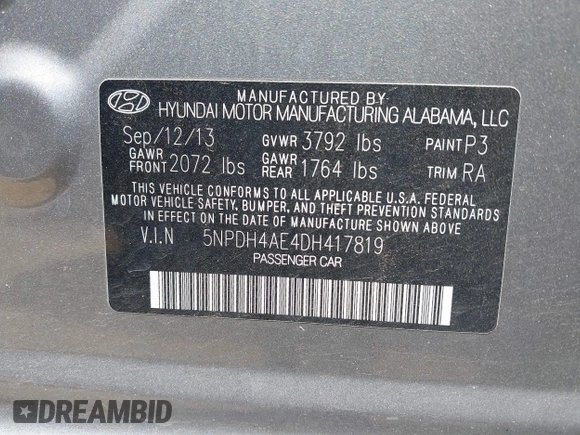 MANUFACTURED BY
HYUNDAI MOTOR MANUFACTURING ALABAMA, LLC
Sep/12/13 GVWR 3792 lbs PAINT P3
GAWR FRONT 2072 lbs GAWR REAR 1764 lbs TRIM RA
THIS VEHICLE CONFORMS TO ALL APPLICABLE U.S.A. FEDERAL
MOTOR VEHICLE SAFETY, BUMPER, AND THEFT PREVENTION STANDARDS
IN EFFECT ON THE DATE OF MANUFACTURE SHOWN ABOVE.
V.I.N 5NPDH4AE4DH417819
PASSENGER CAR
DREAMBID